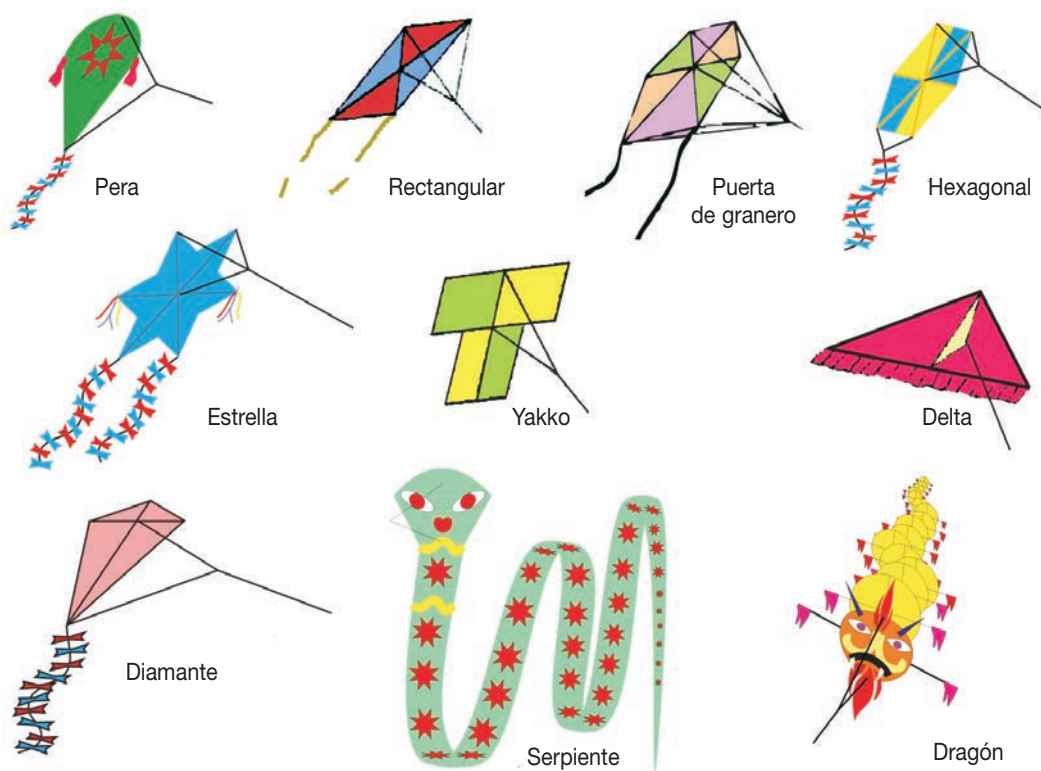 Pera
Rectangular
Puerta
de granero
Hexagonal
Estrella
Yakko
Delta
Diamante
Serpiente
Dragón